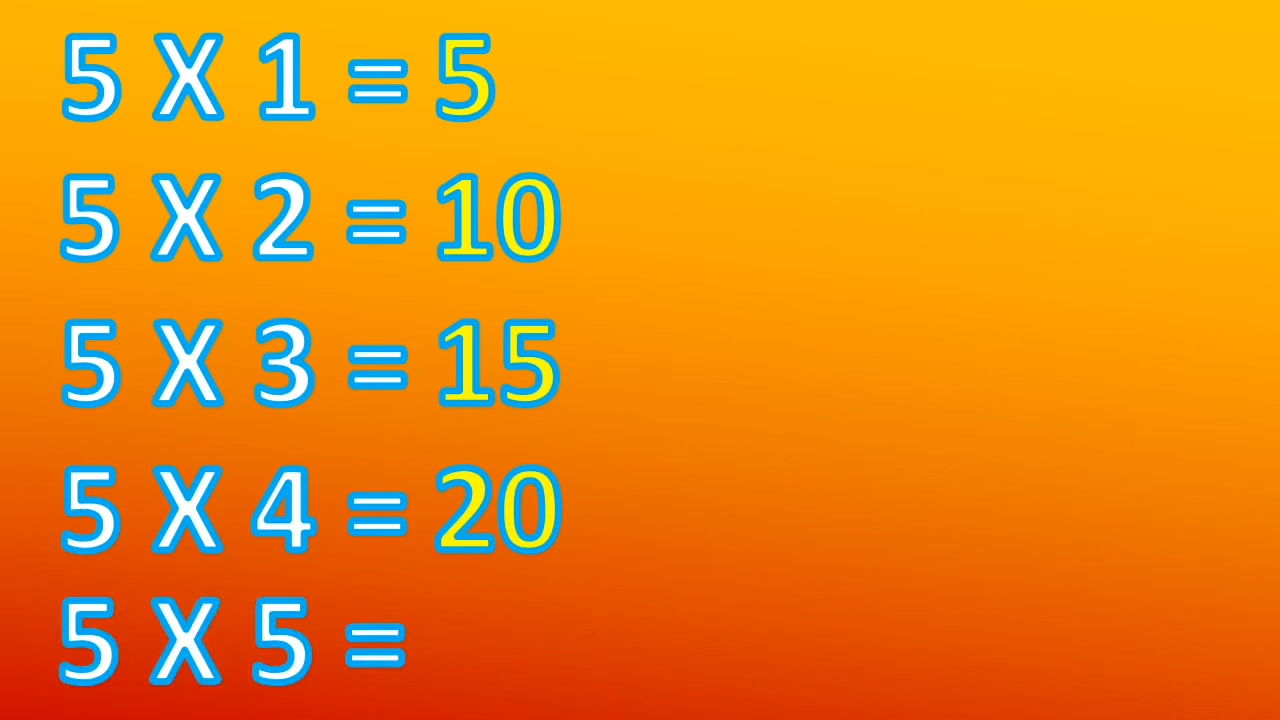 5 X 1 = 5
5 X 2 = 10
5 X 3 = 15
5 X 4 = 20
5 X 5 =